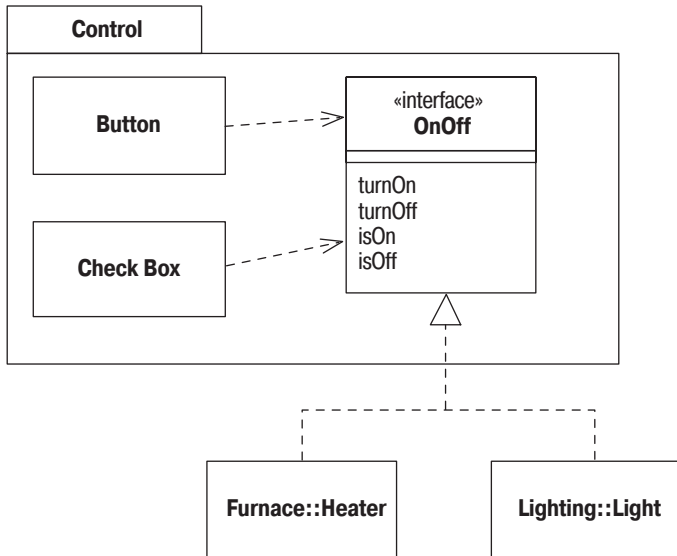 Control
Button
«interface»
OnOff
turnOn
turnOff
isOn
isOff
Check Box
Furnace::Heater
Lighting::Light